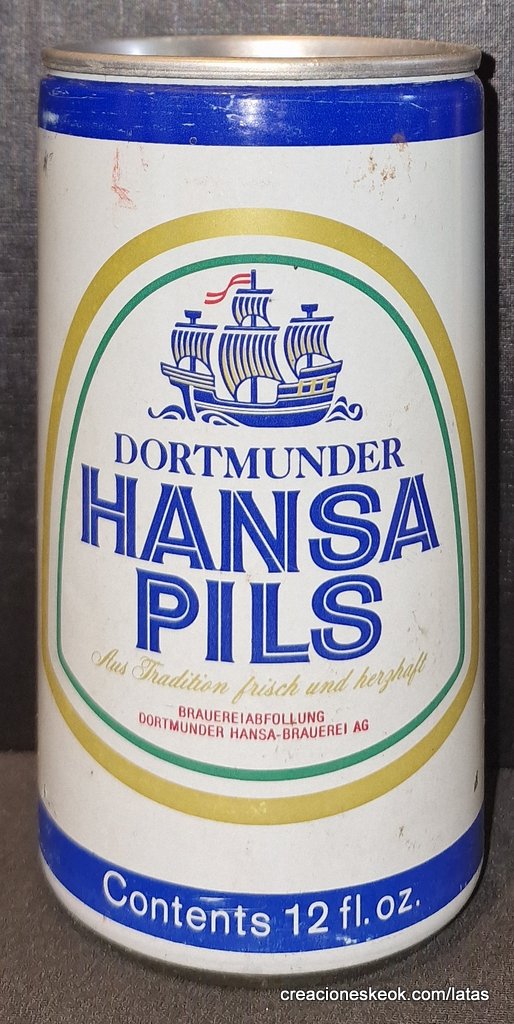 DORTMUNDER
HANSA
PILS
Aus Tradition frisch und herzhaft
BRAUEREIABFOLLUNG
DORTMUNDER HANSA-BRAUEREI AG
Contents 12 fl. oz.
creacioneskeok.com/latas